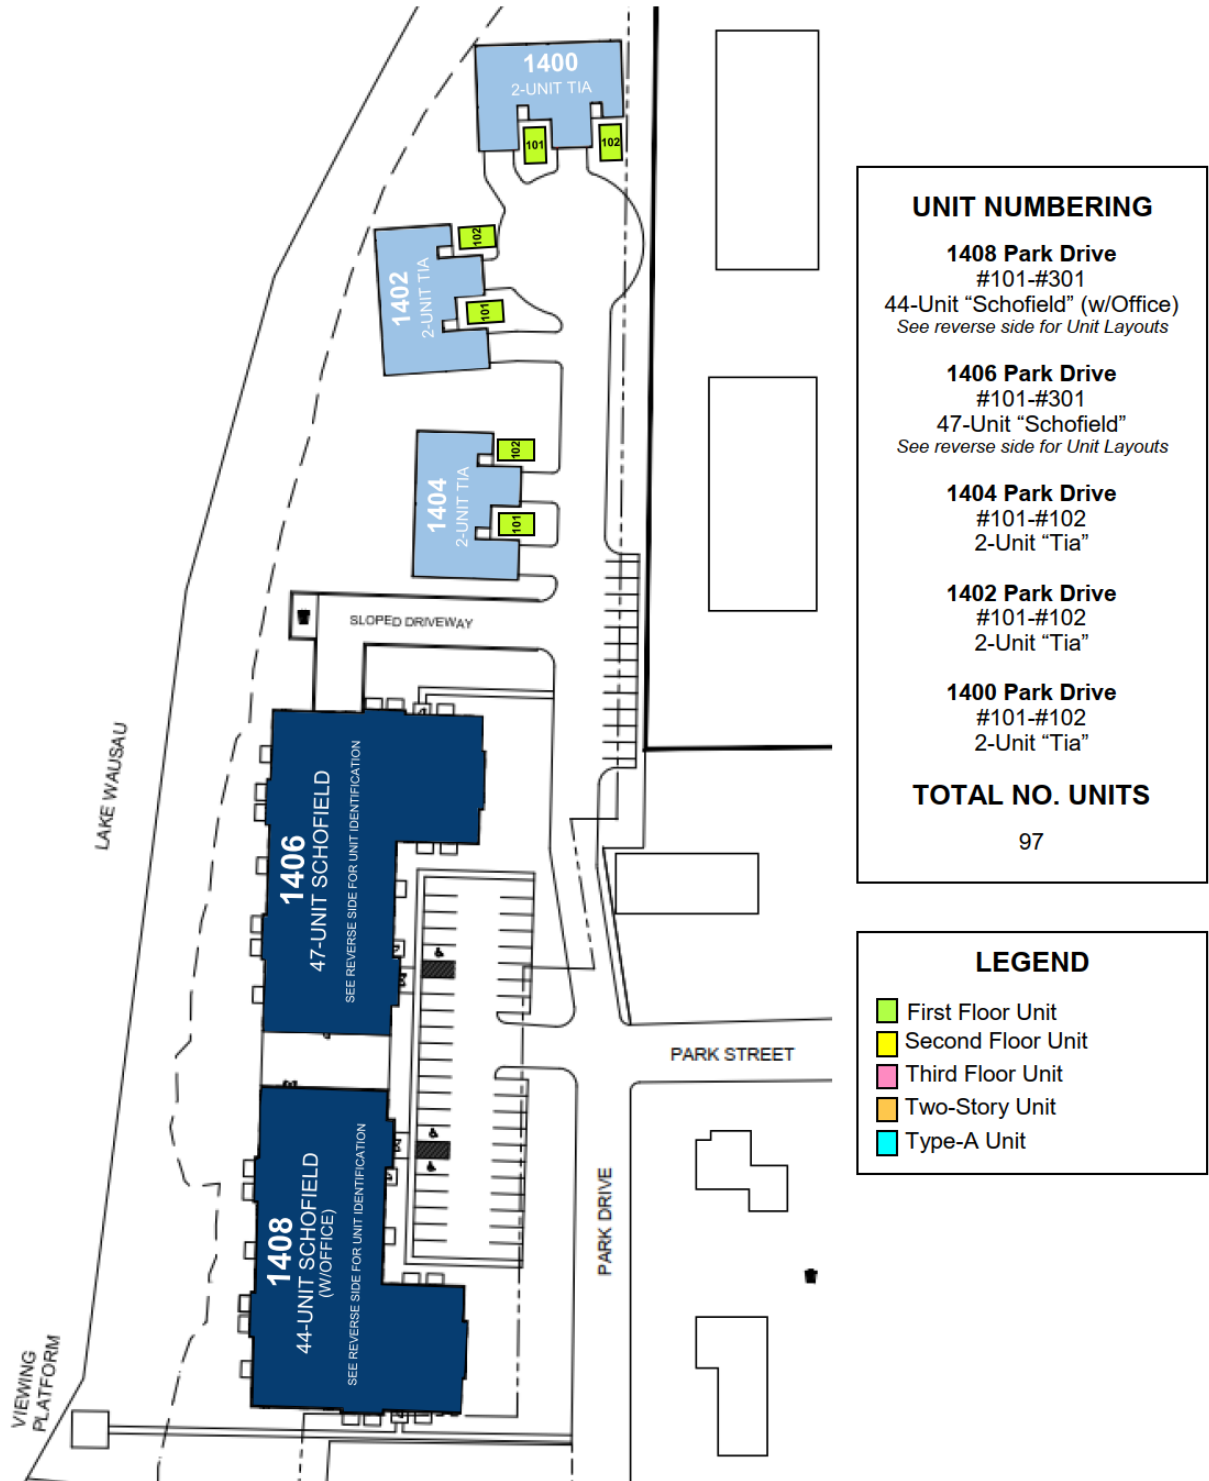 1400
2-UNIT TIA
101
102
102
1402
2-UNIT TIA
101
102
1404
2-UNIT TIA
101
SLOPED DRIVEWAY
LAKE WAUSAU
1406
47-UNIT SCHOFIELD
SEE REVERSE SIDE FOR UNIT IDENTIFICATION
PARK STREET
1408
44-UNIT SCHOFIELD
(W/OFFICE)
SEE REVERSE SIDE FOR UNIT IDENTIFICATION
PARK DRIVE
VIEWING
PLATFORM
UNIT NUMBERING
1408 Park Drive
#101-#301
44-Unit “Schofield” (w/Office)
See reverse side for Unit Layouts
1406 Park Drive
#101-#301
47-Unit “Schofield”
See reverse side for Unit Layouts
1404 Park Drive
#101-#102
2-Unit “Tia”
1402 Park Drive
#101-#102
2-Unit “Tia”
1400 Park Drive
#101-#102
2-Unit “Tia”
TOTAL NO. UNITS
97
LEGEND
First Floor Unit
Second Floor Unit
Third Floor Unit
Two-Story Unit
Type-A Unit